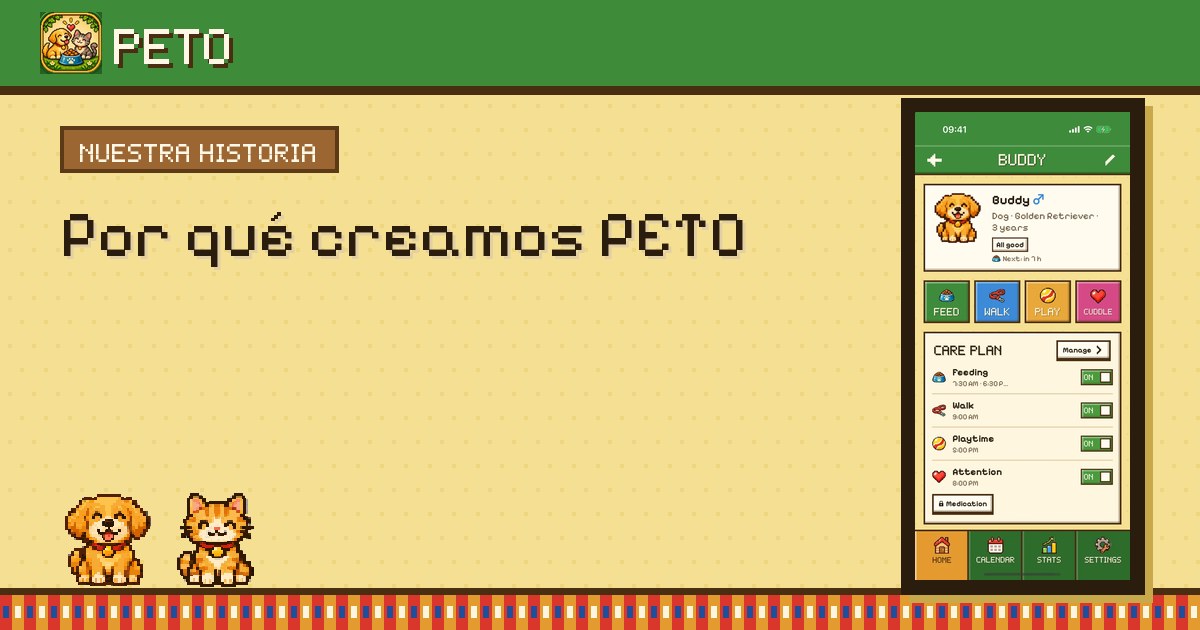 PETO
NUESTRA HISTORIA
Por qué creamos PETO
09:41
BUDDY
Buddy
Dog · Golden Retriever ·
3 years
All good
Next: in 7 h
FEED
WALK
PLAY
CUDDLE
CARE PLAN
Manage
Feeding
7:30 AM · 6:30 P...
ON
Walk
9:00 AM
ON
Playtime
8:00 PM
ON
Attention
8:00 PM
ON
Medication
HOME
CALENDAR
STATS
SETTINGS